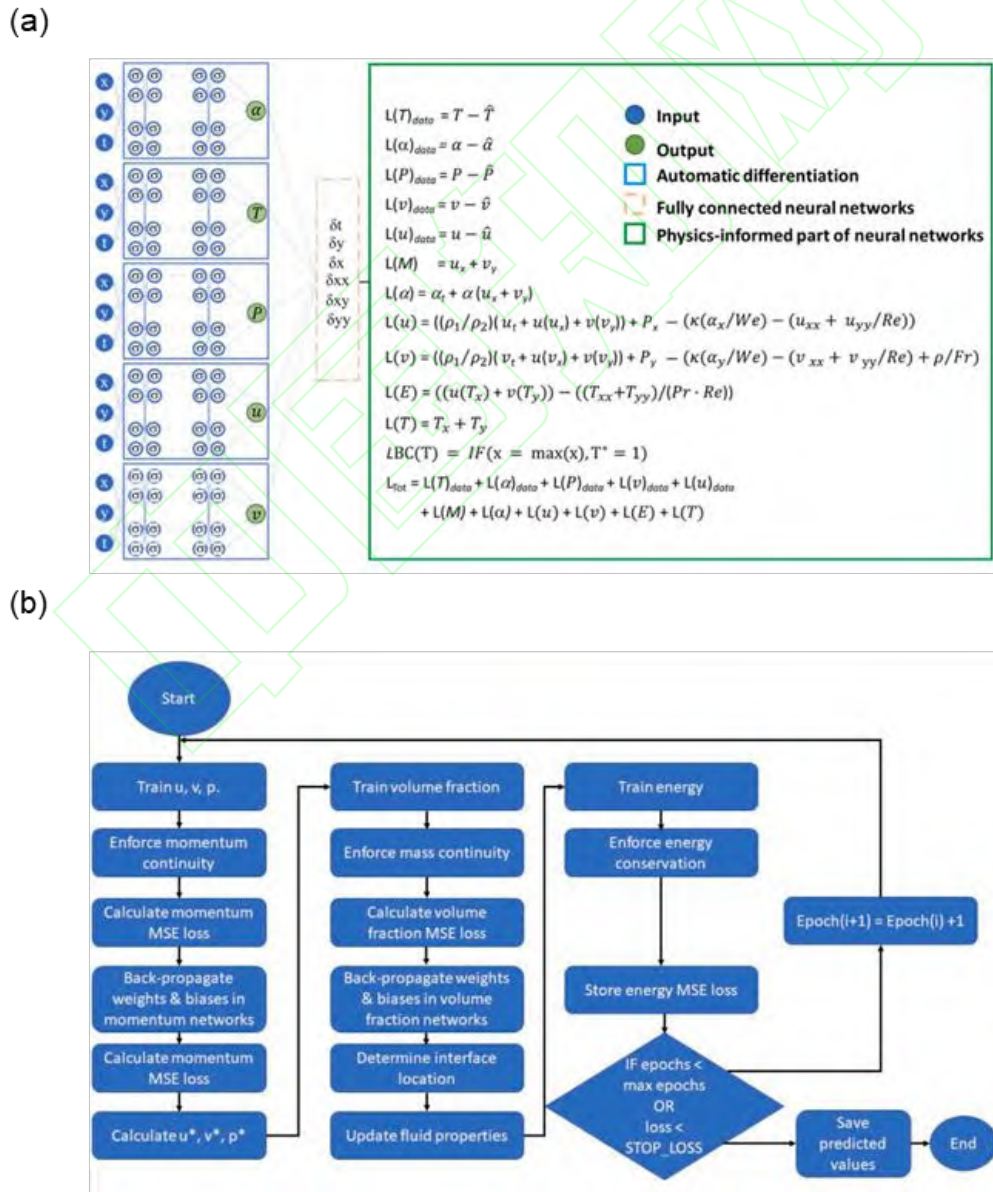 (a)
x
y
t
α
x
y
t
T
x
y
t
P
x
y
t
u
x
y
t
v
δt
δy
δx
δxx
δxy
δyy
L(T)data = T − T̂
L(α)data = α − α̂
L(P)data = P − P̂
L(v)data = v − v̂
L(u)data = u − û
L(M) = ux + vy
L(α) = αt + α (ux + vy)
L(u) = ((ρ1/ρ2)( ut + u(ux) + v(vy)) + Px − (κ(αx/We) − (uxx + uyy/Re))
L(v) = ((ρ1/ρ2)( vt + u(vx) + v(vy)) + Py − (κ(αy/We) − (v xx + v yy/Re) + ρ/Fr)
L(E) = ((u(Tx) + v(Ty)) − ((Txx+Tyy)/(Pr · Re))
L(T) = Tx + Ty
LBC(T) = IF(x = max(x), T* = 1)
LTot = L(T)data + L(α)data + L(P)data + L(v)data + L(u)data
+ L(M) + L(α) + L(u) + L(v) + L(E) + L(T)
Input
Output
Automatic differentiation
Fully connected neural networks
Physics-informed part of neural networks
(b)
Start
Train u, v, p.
Enforce momentum
continuity
Calculate momentum
MSE loss
Back-propagate
weights & biases in
momentum networks
Calculate momentum
MSE loss
Calculate u*, v*, p*
Train volume fraction
Enforce mass continuity
Calculate volume
fraction MSE loss
Back-propagate weights
& biases in volume
fraction networks
Determine interface
location
Update fluid properties
Train energy
Enforce energy
conservation
Store energy MSE loss
IF epochs <
max epochs
OR
loss <
STOP_LOSS
Epoch(i+1) = Epoch(i) +1
Save
predicted
values
End